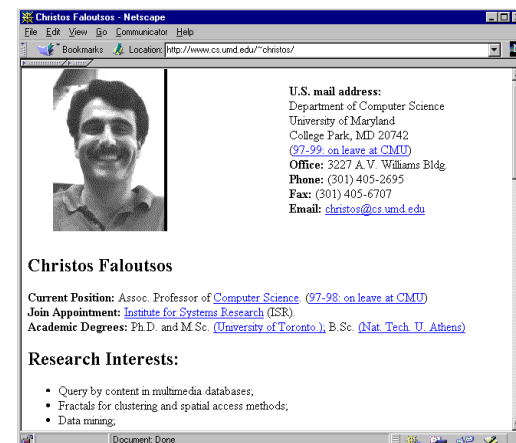 Christos Faloutsos - Netscape
File Edit View Go Communicator Help
Bookmarks Location: http://www.cs.umd.edu/~christos/
U.S. mail address:
Department of Computer Science
University of Maryland
College Park, MD 20742
(97-99: on leave at CMU)
Office: 3227 A.V. Williams Bldg.
Phone: (301) 405-2695
Fax: (301) 405-6707
Email: christos@cs.umd.edu
Christos Faloutsos
Current Position: Assoc. Professor of Computer Science. (97-98: on leave at CMU)
Join Appointment: Institute for Systems Research (ISR).
Academic Degrees: Ph.D. and M.Sc. (University of Toronto.); B.Sc. (Nat. Tech. U. Athens)
Research Interests:
• Query by content in multimedia databases;
• Fractals for clustering and spatial access methods;
• Data mining;
Document: Done